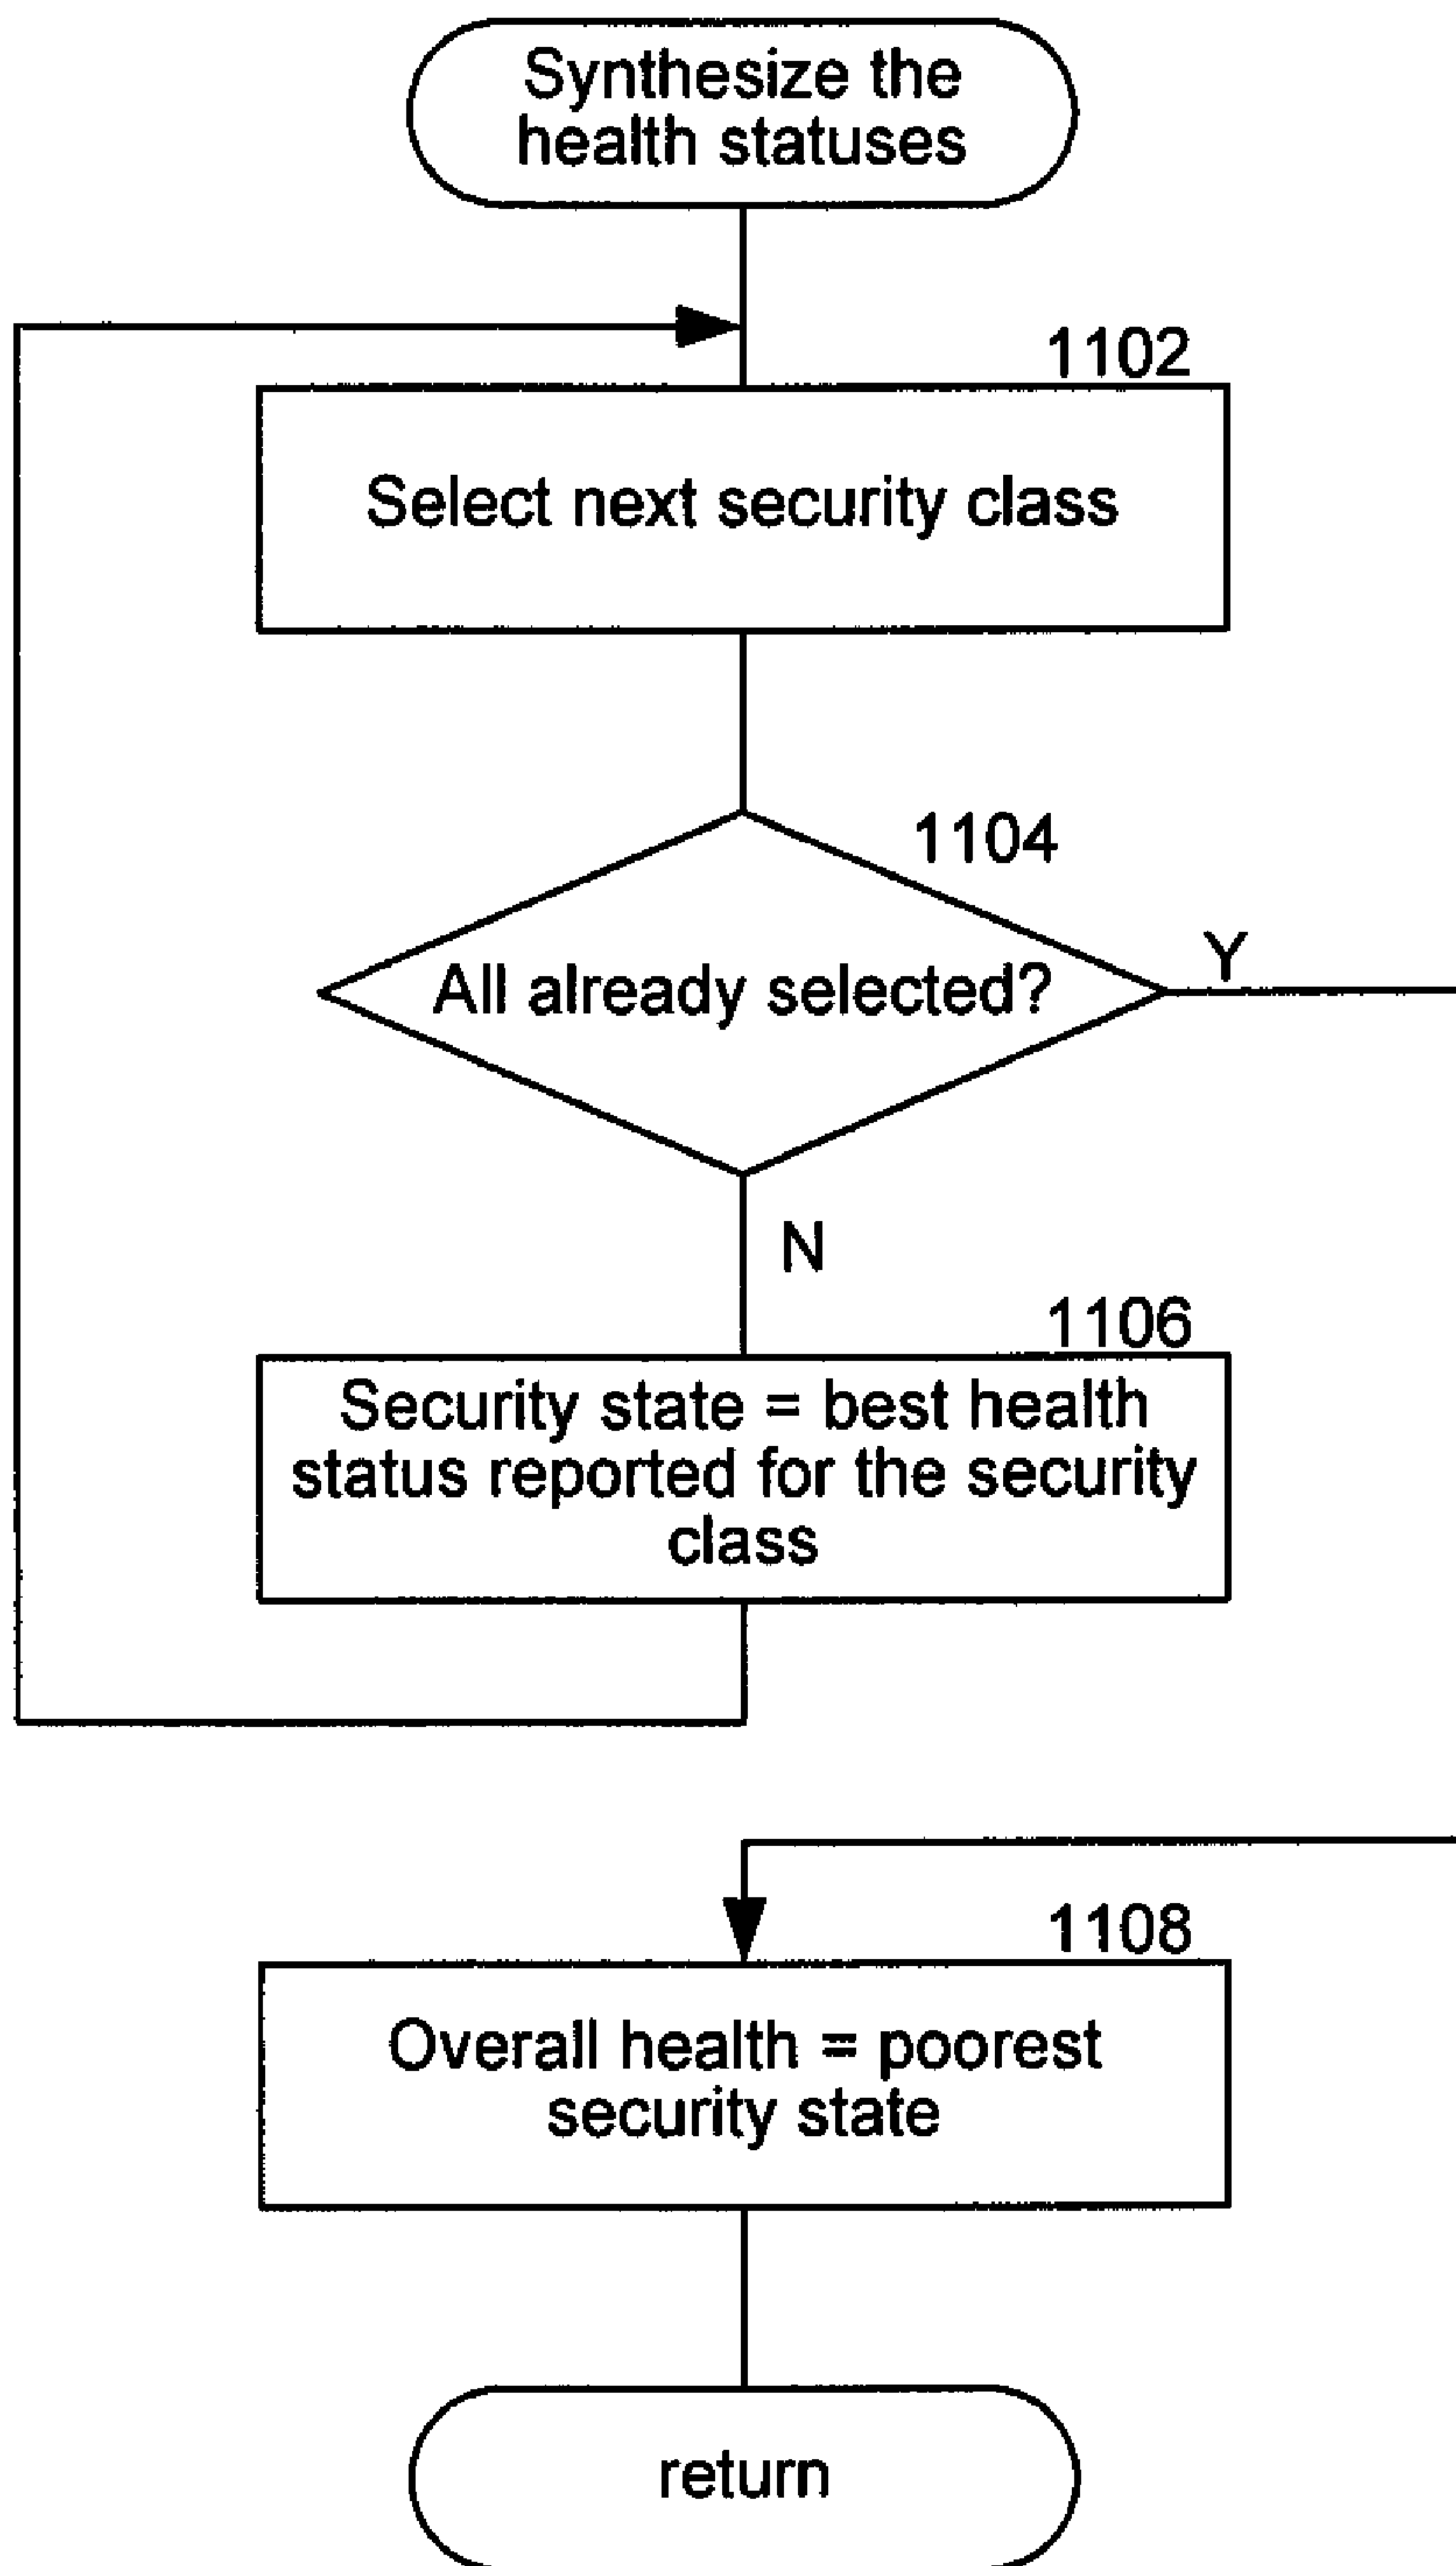 Synthesize the
health statuses
1102
Select next security class
1104
All already selected?
Y
N
1106
Security state = best health
status reported for the security
class
1108
Overall health = poorest
security state
return